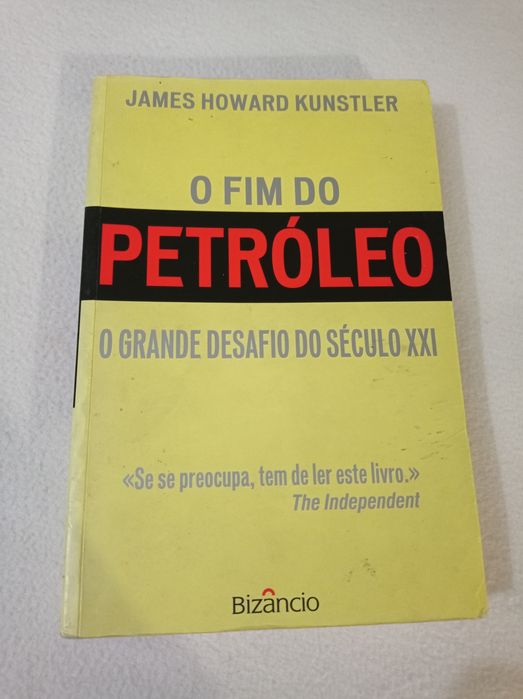 JAMES HOWARD KUNSTLER
O FIM DO
PETRÓLEO
O GRANDE DESAFIO DO SÉCULO XXI
«Se se preocupa, tem de ler este livro.»
The Independent
Bizâncio